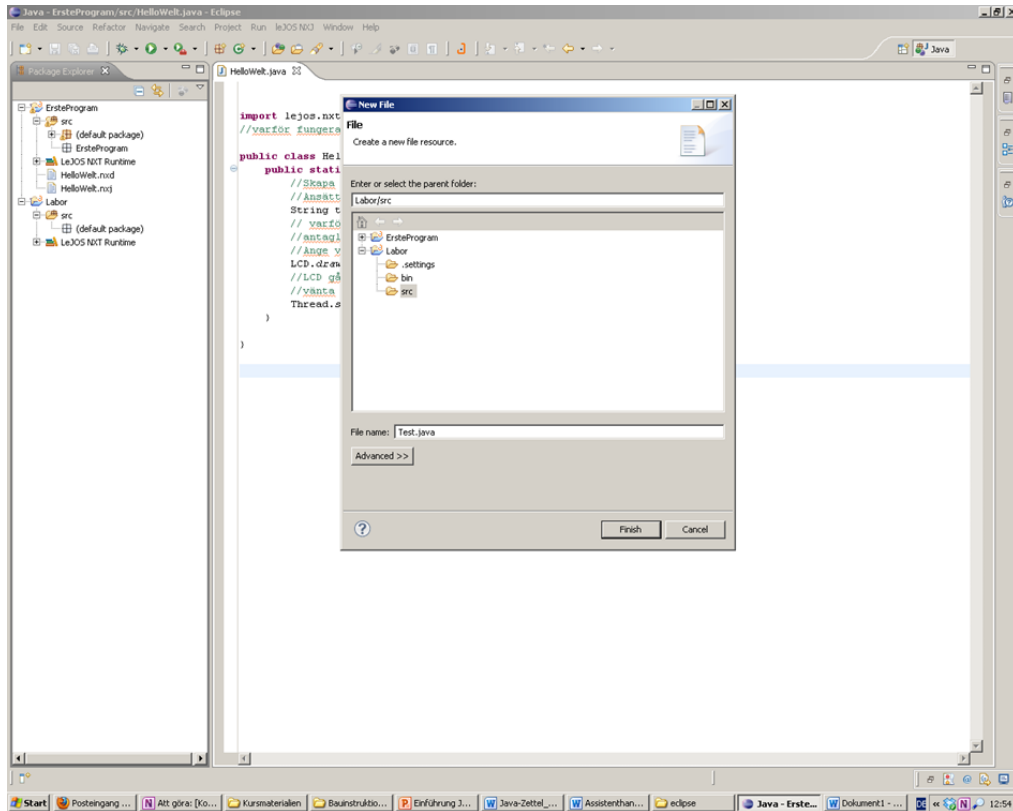 Java - ErsteProgram/src/HelloWelt.java - Eclipse
File Edit Source Refactor Navigate Search Project Run leJOS NXJ Window Help
Java
Package Explorer
HelloWelt.java
ErsteProgram
src
(default package)
ErsteProgram
LeJOS NXT Runtime
HelloWelt.nxd
HelloWelt.nxj
Labor
src
(default package)
LeJOS NXT Runtime
import lejos.nxt
//varför fungera
public class Hel
public stati
//Skapa
//Ansätt
String t
// varfö
//antagl
//Ange v
LCD.draw
//LCD gå
//vänta
Thread.s
}
}
New File
File
Create a new file resource.
Enter or select the parent folder:
Labor/src
ErsteProgram
Labor
.settings
bin
src
File name: Test.java
Advanced >>
Finish Cancel
Start Posteingang ... Att göra: [Ko... Kursmaterialen Bauinstruktio... Einführung J... Java-Zettel_... Assistenthan... eclipse Java - Erste... Dokument1 - ... DE 12:54